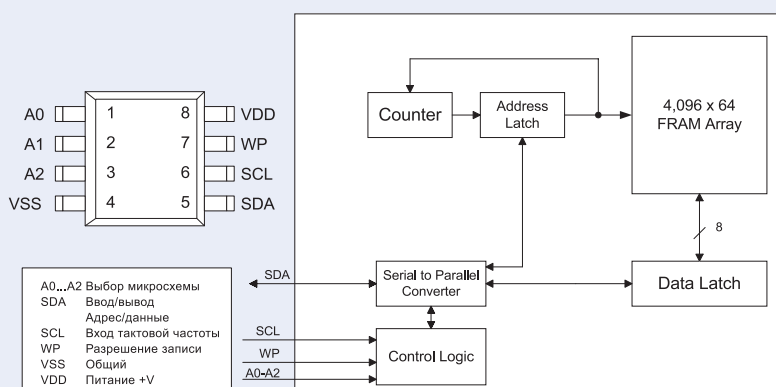 A0 1 8 VDD
A1 2 7 WP
A2 3 6 SCL
VSS 4 5 SDA
A0...A2 Выбор микросхемы
SDA Ввод/вывод
Адрес/данные
SCL Вход тактовой частоты
WP Разрешение записи
VSS Общий
VDD Питание +V
Counter
Address
Latch
4,096 x 64
FRAM Array
8
SDA
Serial to Parallel
Converter
Data Latch
SCL
WP
A0-A2
Control Logic